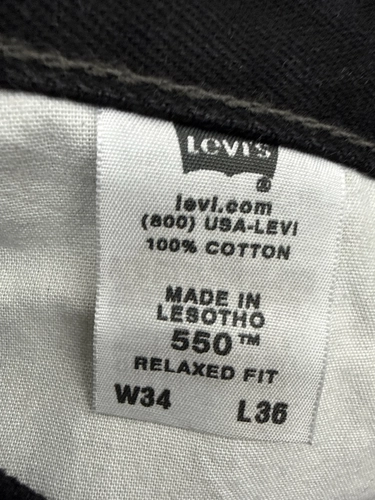 Levi's
®
levi.com
(800) USA-LEVI
100% COTTON
MADE IN
LESOTHO
550™
RELAXED FIT
W34 L36